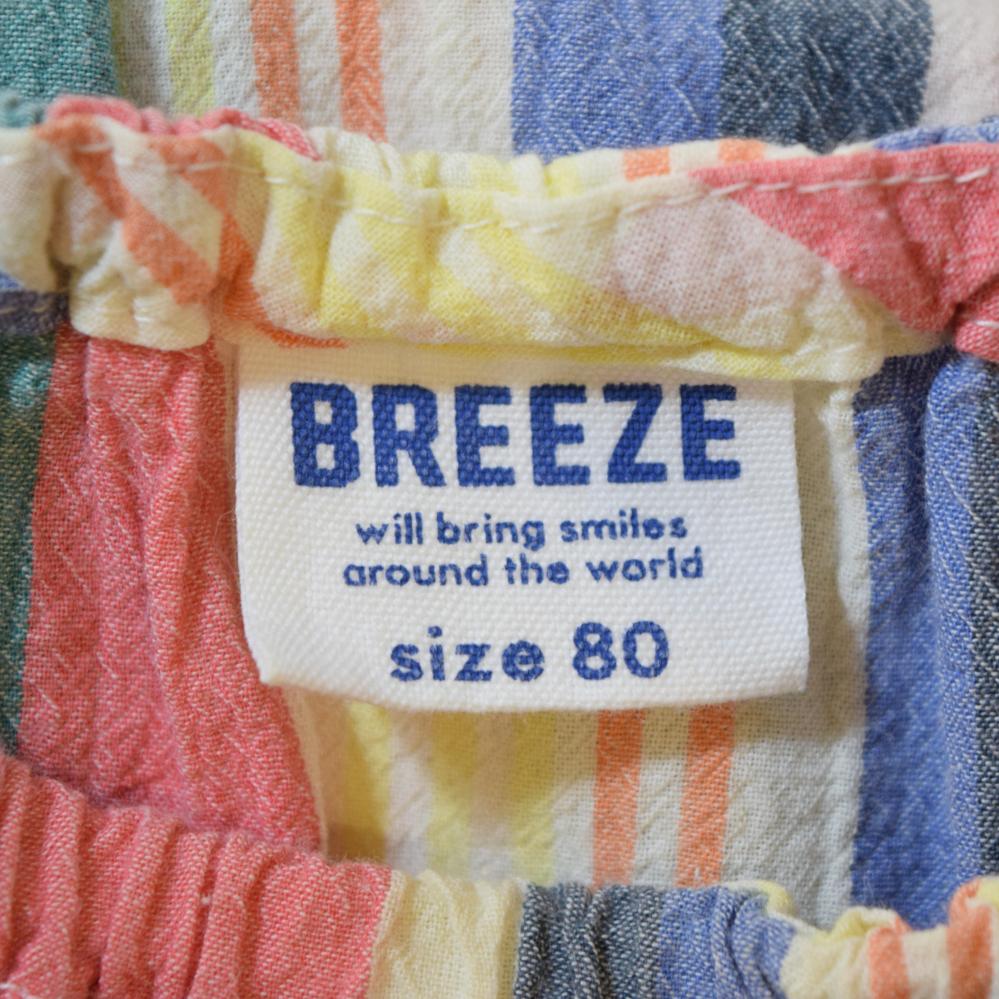 BREEZE
will bring smiles
around the world
size 80